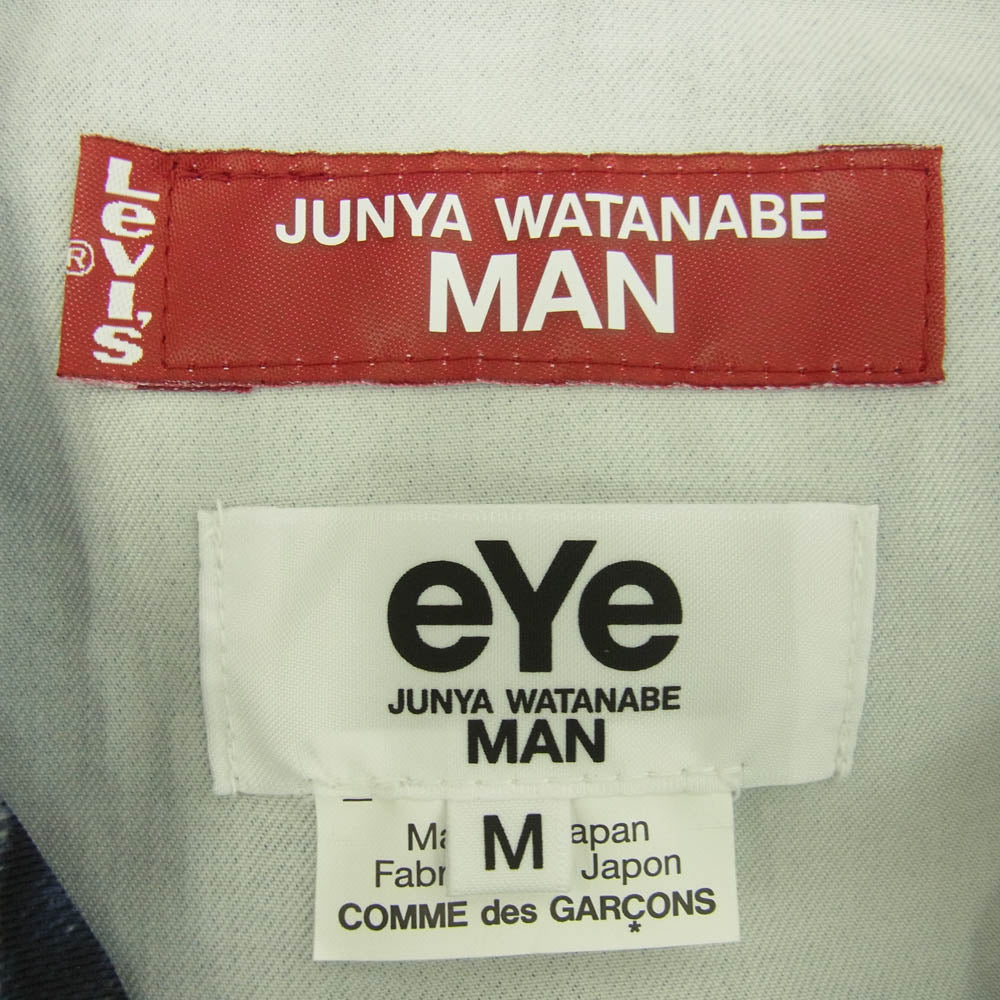 Levi's
®
JUNYA WATANABE
MAN
eYe
JUNYA WATANABE
MAN
M
COMME des GARÇONS
*
Japon